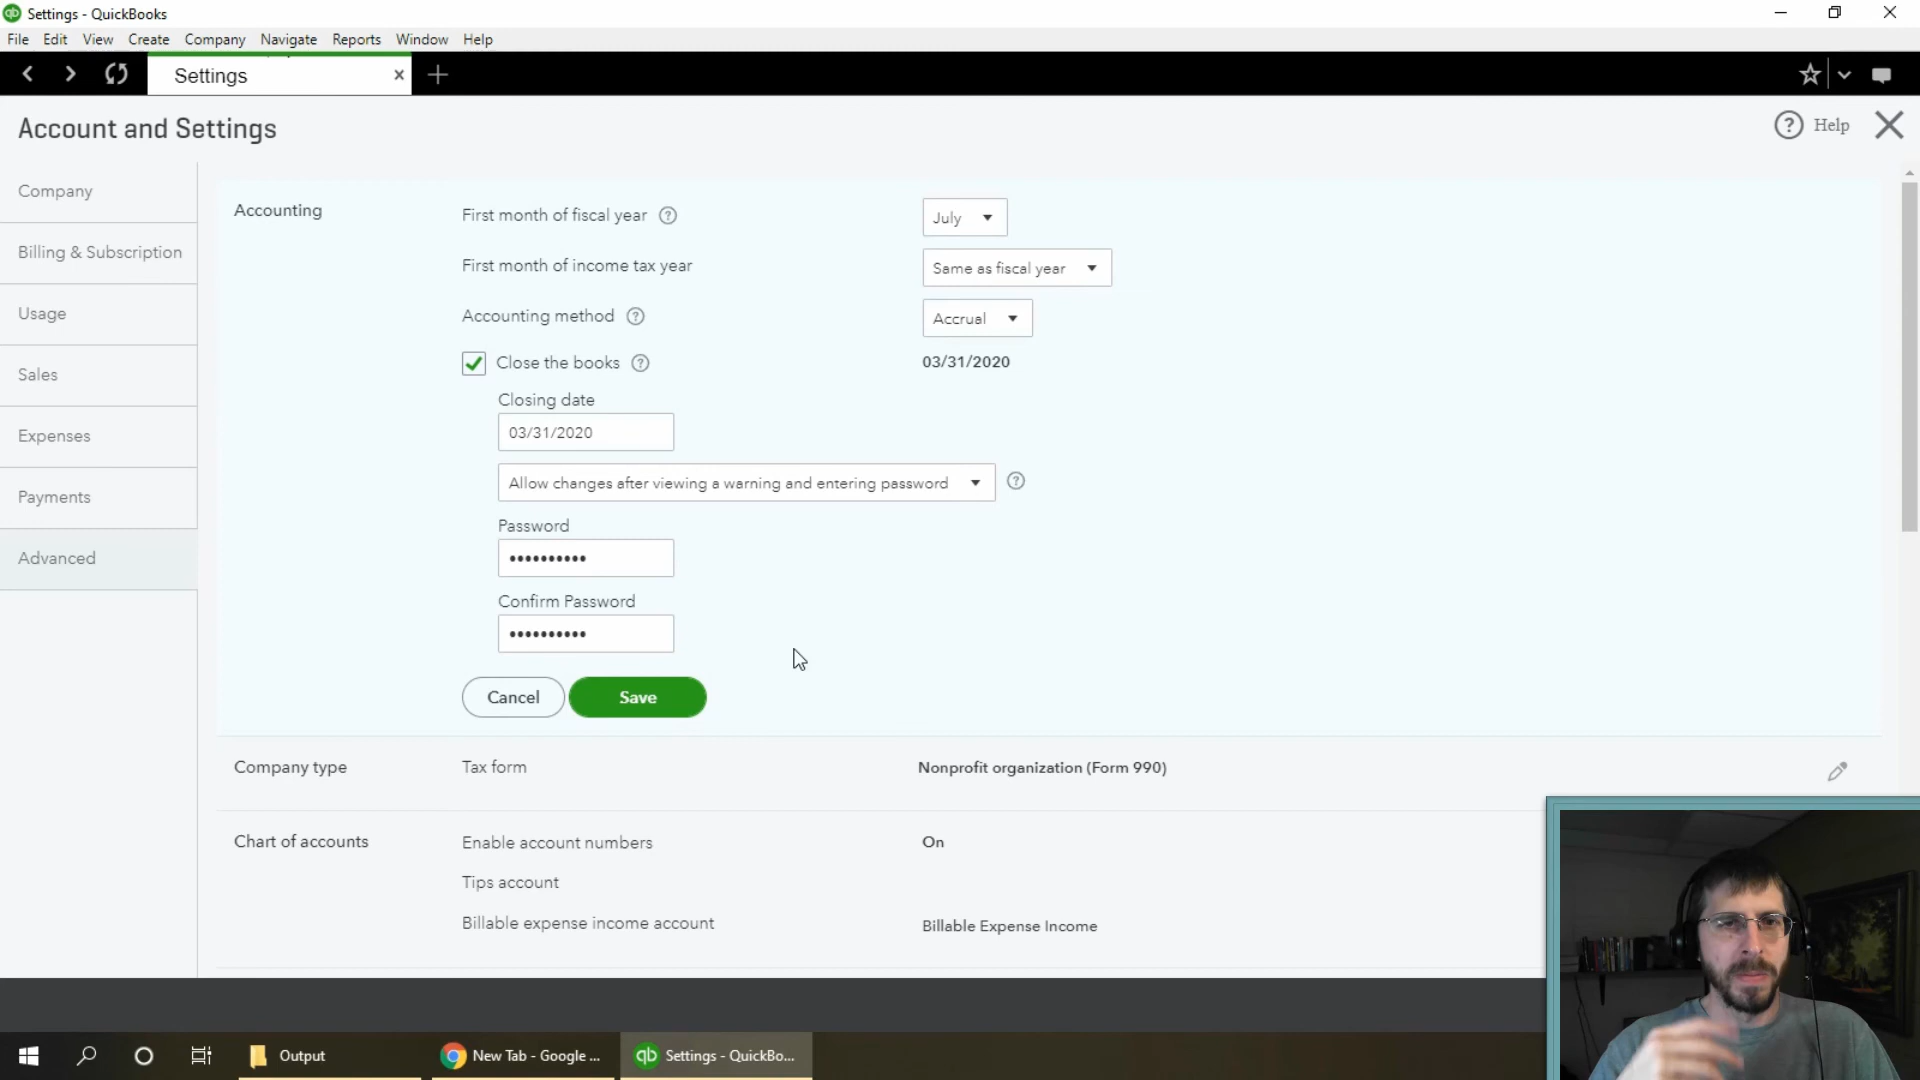 Settings - QuickBooks
File Edit View Create Company Navigate Reports Window Help
Settings
Account and Settings
Help
Company
Billing & Subscription
Usage
Sales
Expenses
Payments
Advanced
Accounting
First month of fiscal year
July
First month of income tax year
Same as fiscal year
Accounting method
Accrual
Close the books
03/31/2020
Closing date
03/31/2020
Allow changes after viewing a warning and entering password
Password
••••••••••
Confirm Password
••••••••••
Cancel Save
Company type Tax form Nonprofit organization (Form 990)
Chart of accounts Enable account numbers On
Tips account
Billable expense income account Billable Expense Income
Output New Tab - Google ... qb Settings - QuickBo...